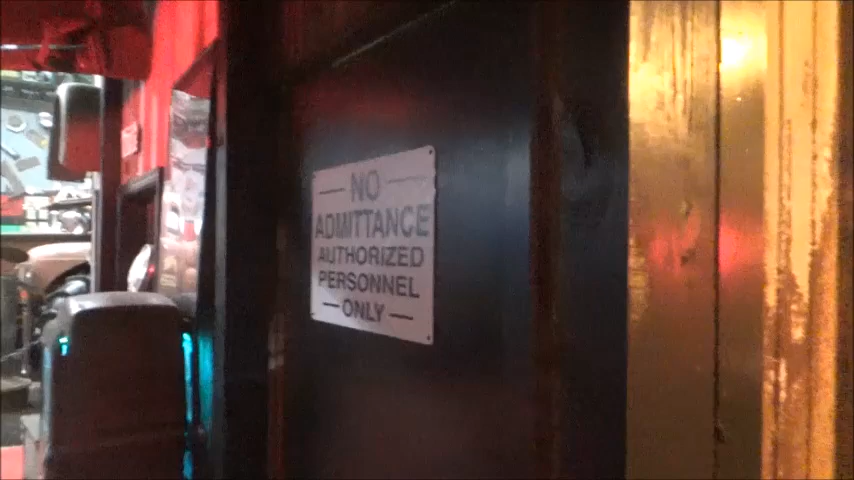 NO
ADMITTANCE
AUTHORIZED
PERSONNEL
ONLY